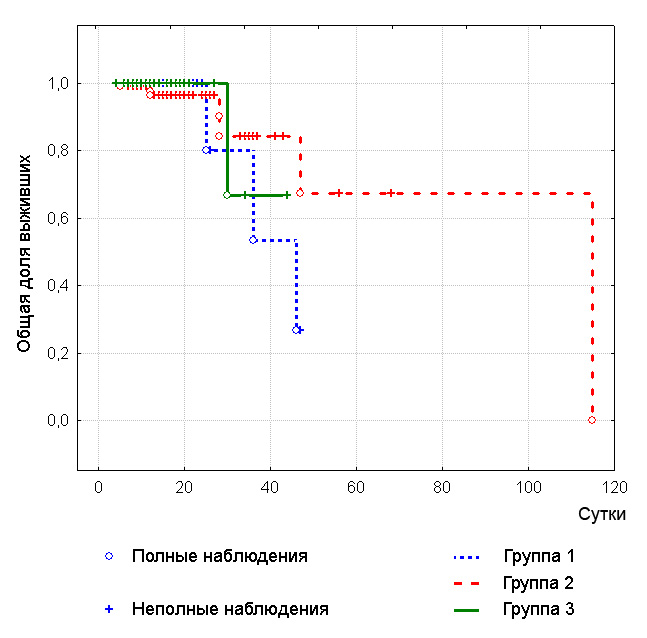 Общая доля выживших
1,0
0,8
0,6
0,4
0,2
0,0
0 20 40 60 80 100 120
Сутки
Полные наблюдения
Неполные наблюдения
Группа 1
Группа 2
Группа 3